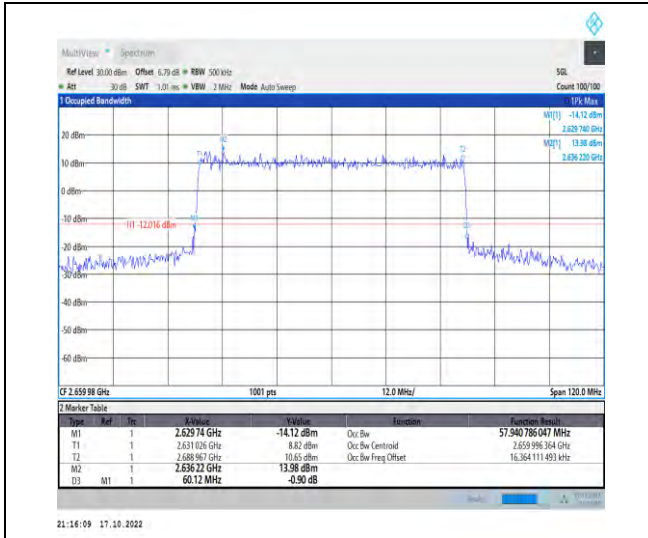 MultiView Spectrum
Ref Level 30.00 dBm Offset 6.79 dB RBW 500 kHz SGL
Att 30 dB SWT 1.01 ms VBW 2 MHz Mode Auto Sweep Count 100/100
1 Occupied Bandwidth 1Pk Max
M1[1] -14.12 dBm
2.629 740 GHz
M2[1] 13.98 dBm
2.636 220 GHz
20 dBm
10 dBm
0 dBm
-10 dBm
H1 -12.016 dBm
-20 dBm
-30 dBm
-40 dBm
-50 dBm
-60 dBm
M2
T1
T2
M1
D3
CF 2.659 98 GHz 1001 pts 12.0 MHz/ Span 120.0 MHz
2 Marker Table
Type Ref Trc X-Value Y-Value Function Function Result
M1 1 2.629 74 GHz -14.12 dBm Occ Bw 57.940 786 047 MHz
T1 1 2.631 026 GHz 8.82 dBm Occ Bw Centroid 2.659 996 364 GHz
T2 1 2.688 967 GHz 10.65 dBm Occ Bw Freq Offset 16.364 111 493 kHz
M2 1 2.636 22 GHz 13.98 dBm
D3 M1 1 60.12 MHz -0.90 dB
21:16:09 17.10.2022